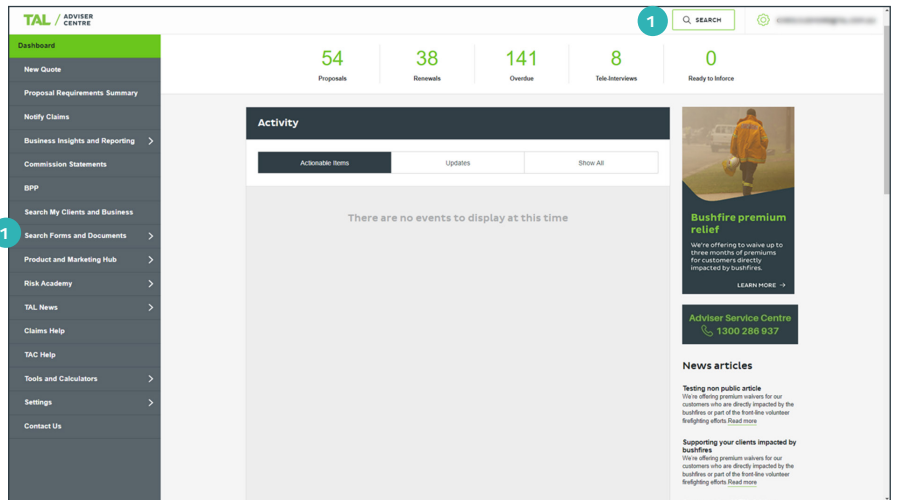 TAL / ADVISER
CENTRE
1
SEARCH
Dashboard
New Quote
Proposal Requirements Summary
Notify Claims
Business Insights and Reporting
Commission Statements
BPP
Search My Clients and Business
1
Search Forms and Documents
Product and Marketing Hub
Risk Academy
TAL News
Claims Help
TAC Help
Tools and Calculators
Settings
Contact Us
54
Proposals
38
Renewals
141
Overdue
8
Tele-Interviews
0
Ready to Inforce
Activity
Actionable Items
Updates
Show All
There are no events to display at this time
Bushfire premium
relief
We're offering to waive up to
three months of premiums
for customers directly
impacted by bushfires.
LEARN MORE →
Adviser Service Centre
1300 286 937
News articles
Testing non public article
We're offering premium waivers for our
customers who are directly impacted by the
bushfires or part of the front-line volunteer
firefighting efforts.Read more
Supporting your clients impacted by
bushfires
We're offering premium waivers for our
customers who are directly impacted by the
bushfires or part of the front-line volunteer
firefighting efforts.Read more